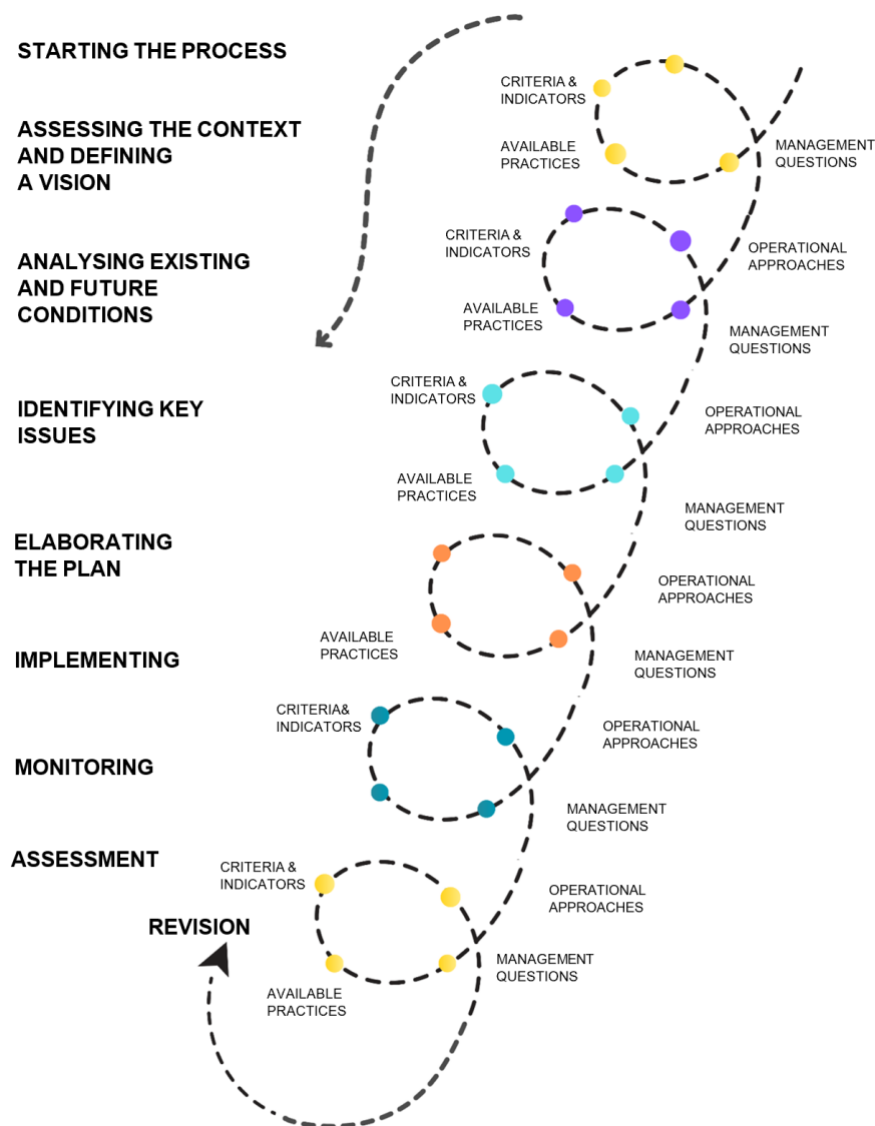 STARTING THE PROCESS
ASSESSING THE CONTEXT
AND DEFINING
A VISION
ANALYSING EXISTING
AND FUTURE
CONDITIONS
IDENTIFYING KEY
ISSUES
ELABORATING
THE PLAN
IMPLEMENTING
MONITORING
ASSESSMENT
REVISION
CRITERIA &
INDICATORS
AVAILABLE
PRACTICES
MANAGEMENT
QUESTIONS
CRITERIA &
INDICATORS
OPERATIONAL
APPROACHES
AVAILABLE
PRACTICES
MANAGEMENT
QUESTIONS
CRITERIA &
INDICATORS
OPERATIONAL
APPROACHES
AVAILABLE
PRACTICES
MANAGEMENT
QUESTIONS
OPERATIONAL
APPROACHES
AVAILABLE
PRACTICES
MANAGEMENT
QUESTIONS
CRITERIA&
INDICATORS
OPERATIONAL
APPROACHES
MANAGEMENT
QUESTIONS
CRITERIA &
INDICATORS
OPERATIONAL
APPROACHES
MANAGEMENT
QUESTIONS
AVAILABLE
PRACTICES